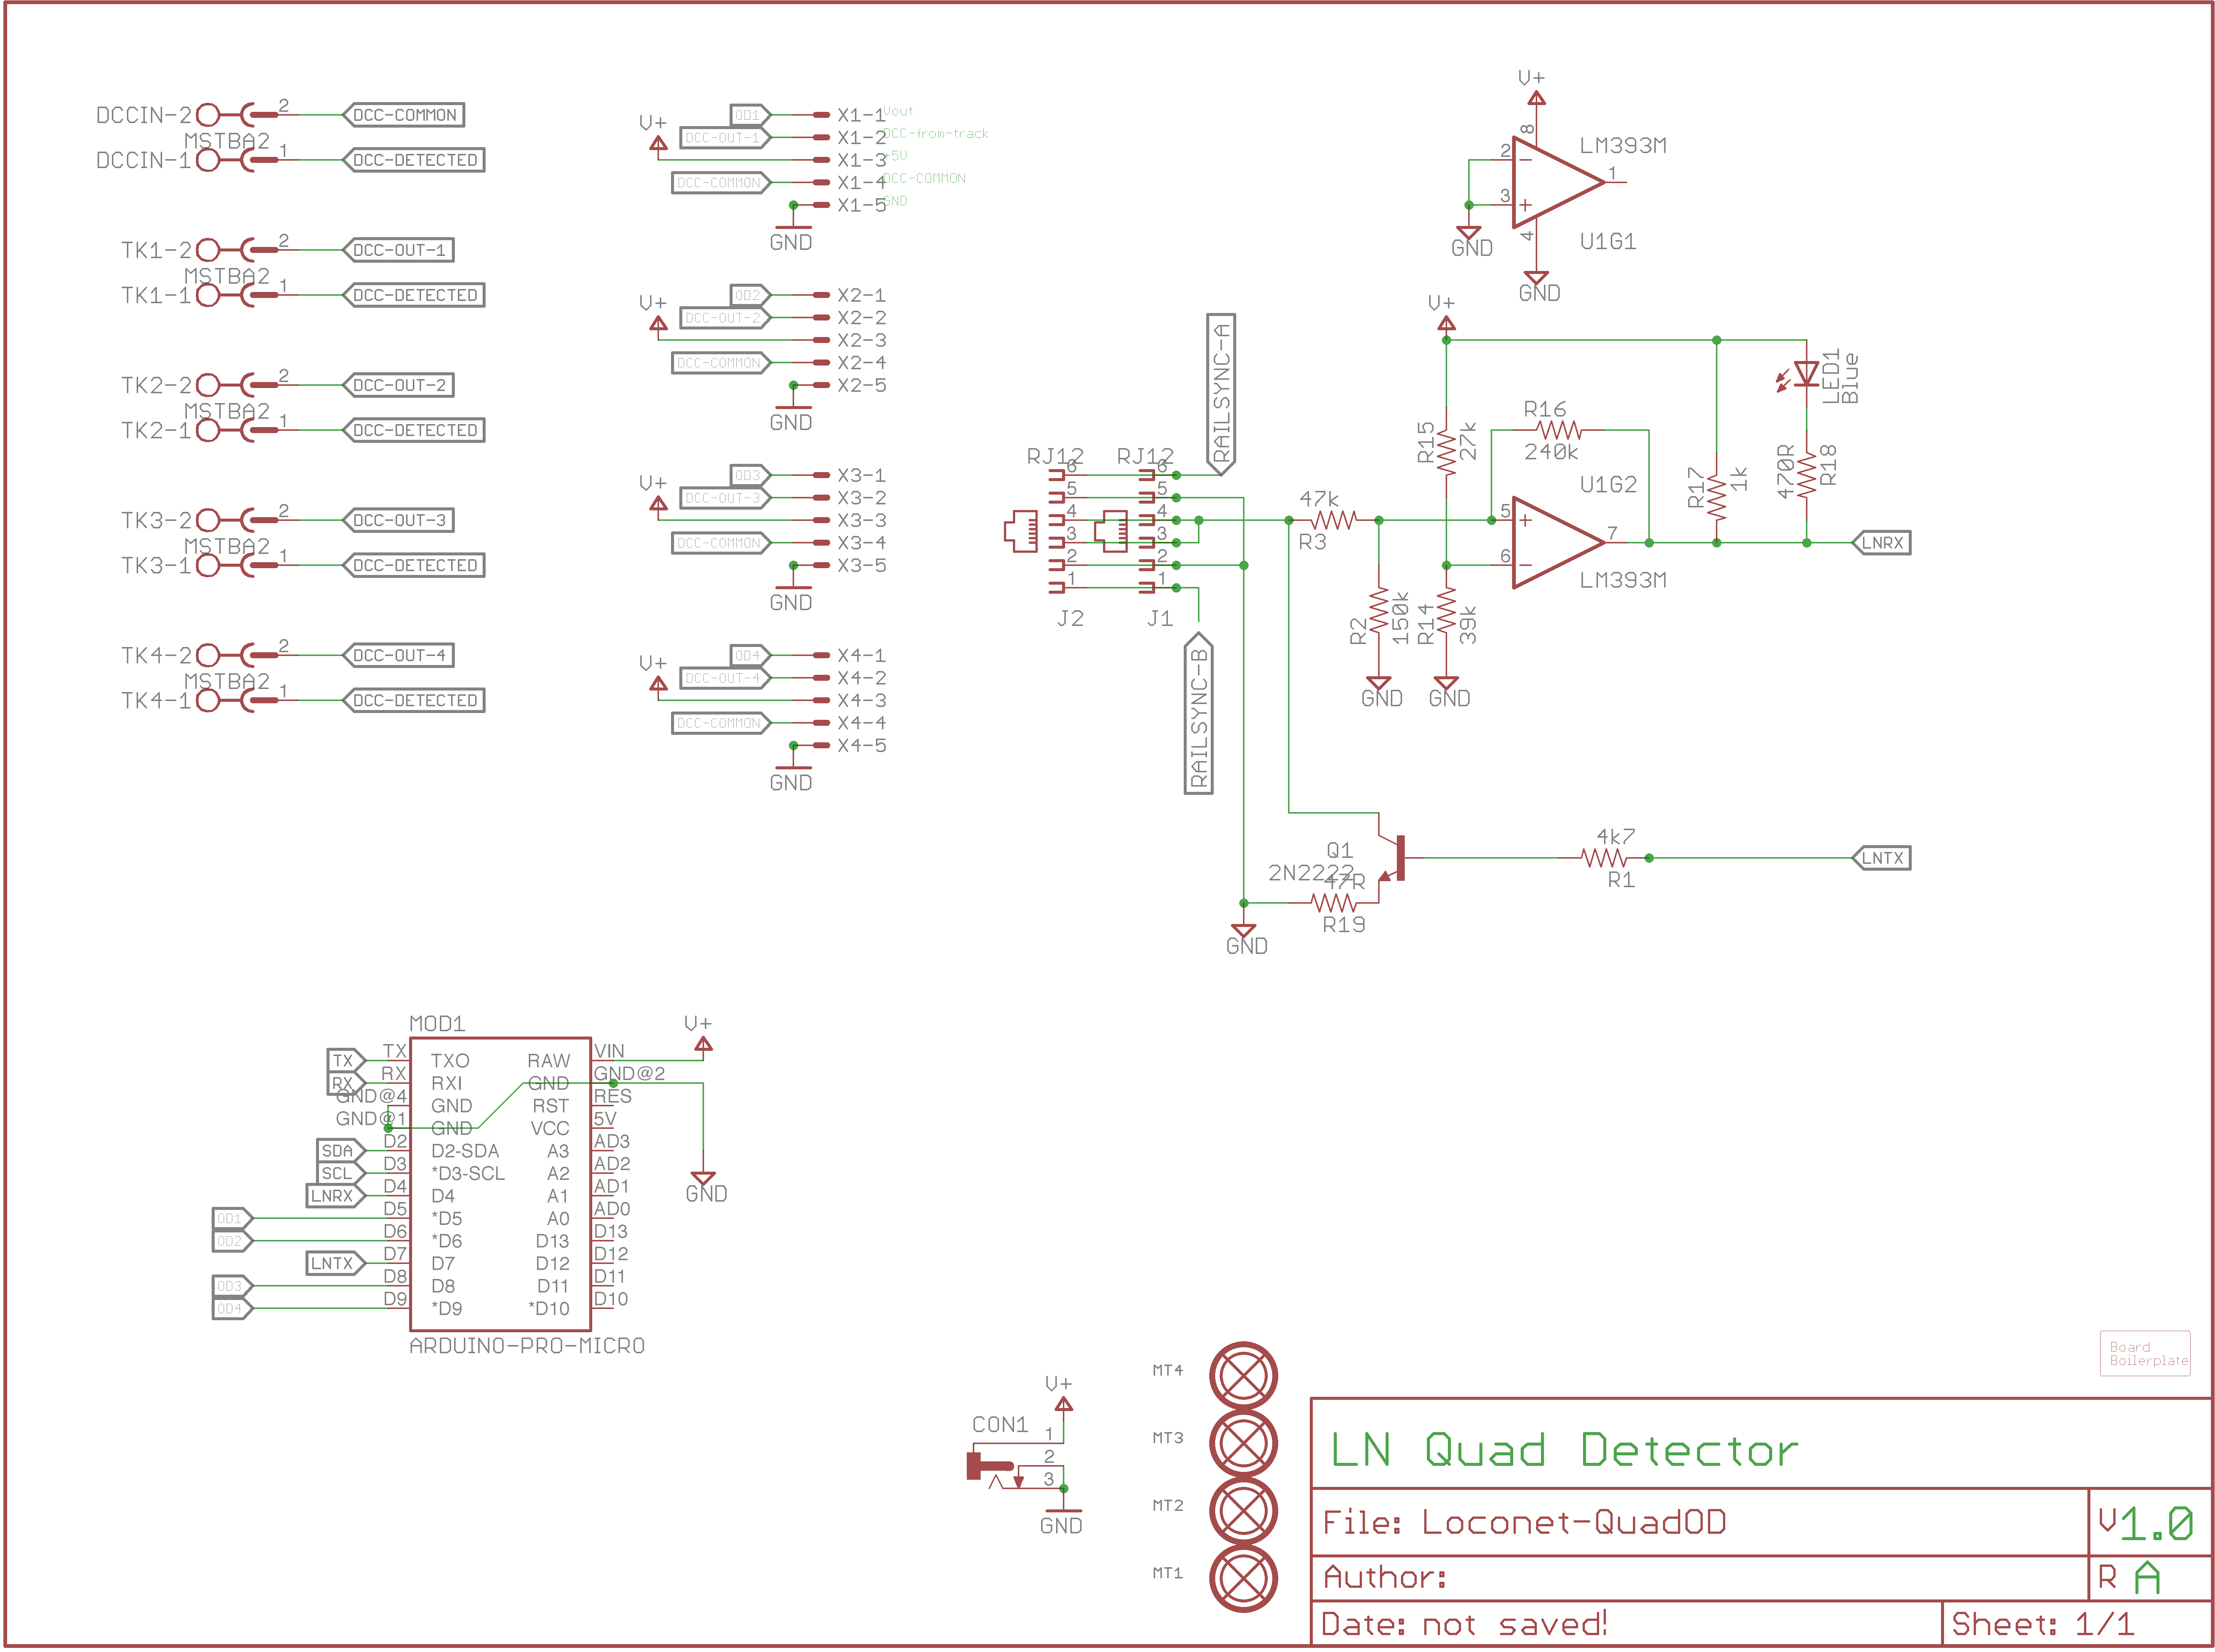 DCCIN-2
2
DCC-COMMON
MSTBA2
DCCIN-1
1
DCC-DETECTED
TK1-2
2
DCC-OUT-1
MSTBA2
TK1-1
1
DCC-DETECTED
TK2-2
2
DCC-OUT-2
MSTBA2
TK2-1
1
DCC-DETECTED
TK3-2
2
DCC-OUT-3
MSTBA2
TK3-1
1
DCC-DETECTED
TK4-2
2
DCC-OUT-4
MSTBA2
TK4-1
1
DCC-DETECTED
V+
OD1
X1-1
Vout
DCC-OUT-1
X1-2
DCC-from-track
X1-3
+5V
DCC-COMMON
X1-4
DCC-COMMON
X1-5
GND
GND
V+
OD2
X2-1
DCC-OUT-2
X2-2
X2-3
DCC-COMMON
X2-4
X2-5
GND
V+
OD3
X3-1
DCC-OUT-3
X3-2
X3-3
DCC-COMMON
X3-4
X3-5
GND
V+
OD4
X4-1
DCC-OUT-4
X4-2
X4-3
DCC-COMMON
X4-4
X4-5
GND
RJ12
6
5
4
3
2
1
J2
RJ12
6
5
4
3
2
1
J1
RAILSYNC-A
RAILSYNC-B
V+
8
LM393M
2
1
3
4
U1G1
GND
GND
V+
LED1
Blue
R15
27k
R16
240k
R17
1k
470R
R18
47k
R3
U1G2
5
7
6
LM393M
LNRX
R2
150k
R14
39k
GND
GND
Q1
2N2222
47R
R19
GND
4k7
R1
LNTX
MOD1
V+
TX
TX
TXO
RAW
VIN
RX
RX
RXI
GND
GND@2
GND@4
GND
RST
RES
GND@1
GND
VCC
5V
SDA
D2
D2-SDA
A3
AD3
SCL
D3
*D3-SCL
A2
AD2
LNRX
D4
D4
A1
AD1
OD1
D5
*D5
A0
AD0
OD2
D6
*D6
D13
D13
LNTX
D7
D7
D12
D12
OD3
D8
D8
D11
D11
OD4
D9
*D9
*D10
D10
GND
ARDUINO-PRO-MICRO
V+
CON1
1
2
3
GND
MT4
MT3
MT2
MT1
Board
Boilerplate
LN Quad Detector
File: Loconet-QuadOD
V1.0
Author:
R A
Date: not saved!
Sheet: 1/1